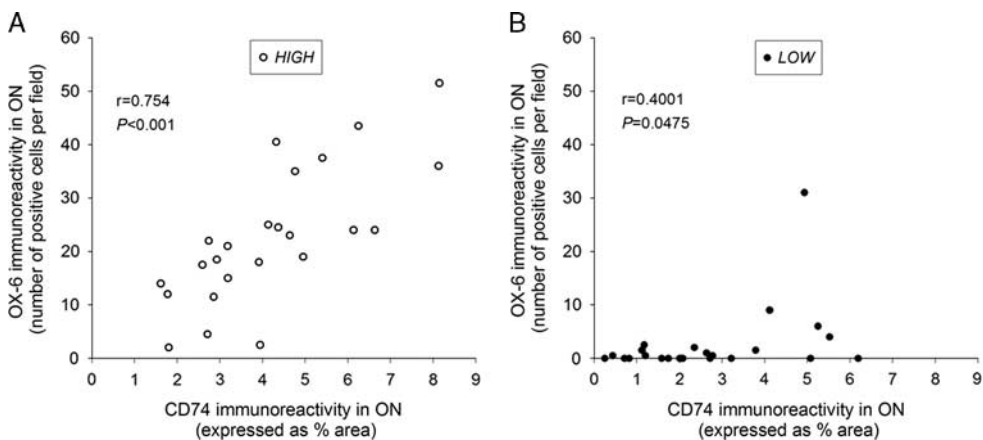 A
OX-6 immunoreactivity in ON
(number of positive cells per field)
60
50
40
30
20
10
0
HIGH
r=0.754
P<0.001
0 1 2 3 4 5 6 7 8 9
CD74 immunoreactivity in ON
(expressed as % area)
B
OX-6 immunoreactivity in ON
(number of positive cells per field)
60
50
40
30
20
10
0
LOW
r=0.4001
P=0.0475
0 1 2 3 4 5 6 7 8 9
CD74 immunoreactivity in ON
(expressed as % area)